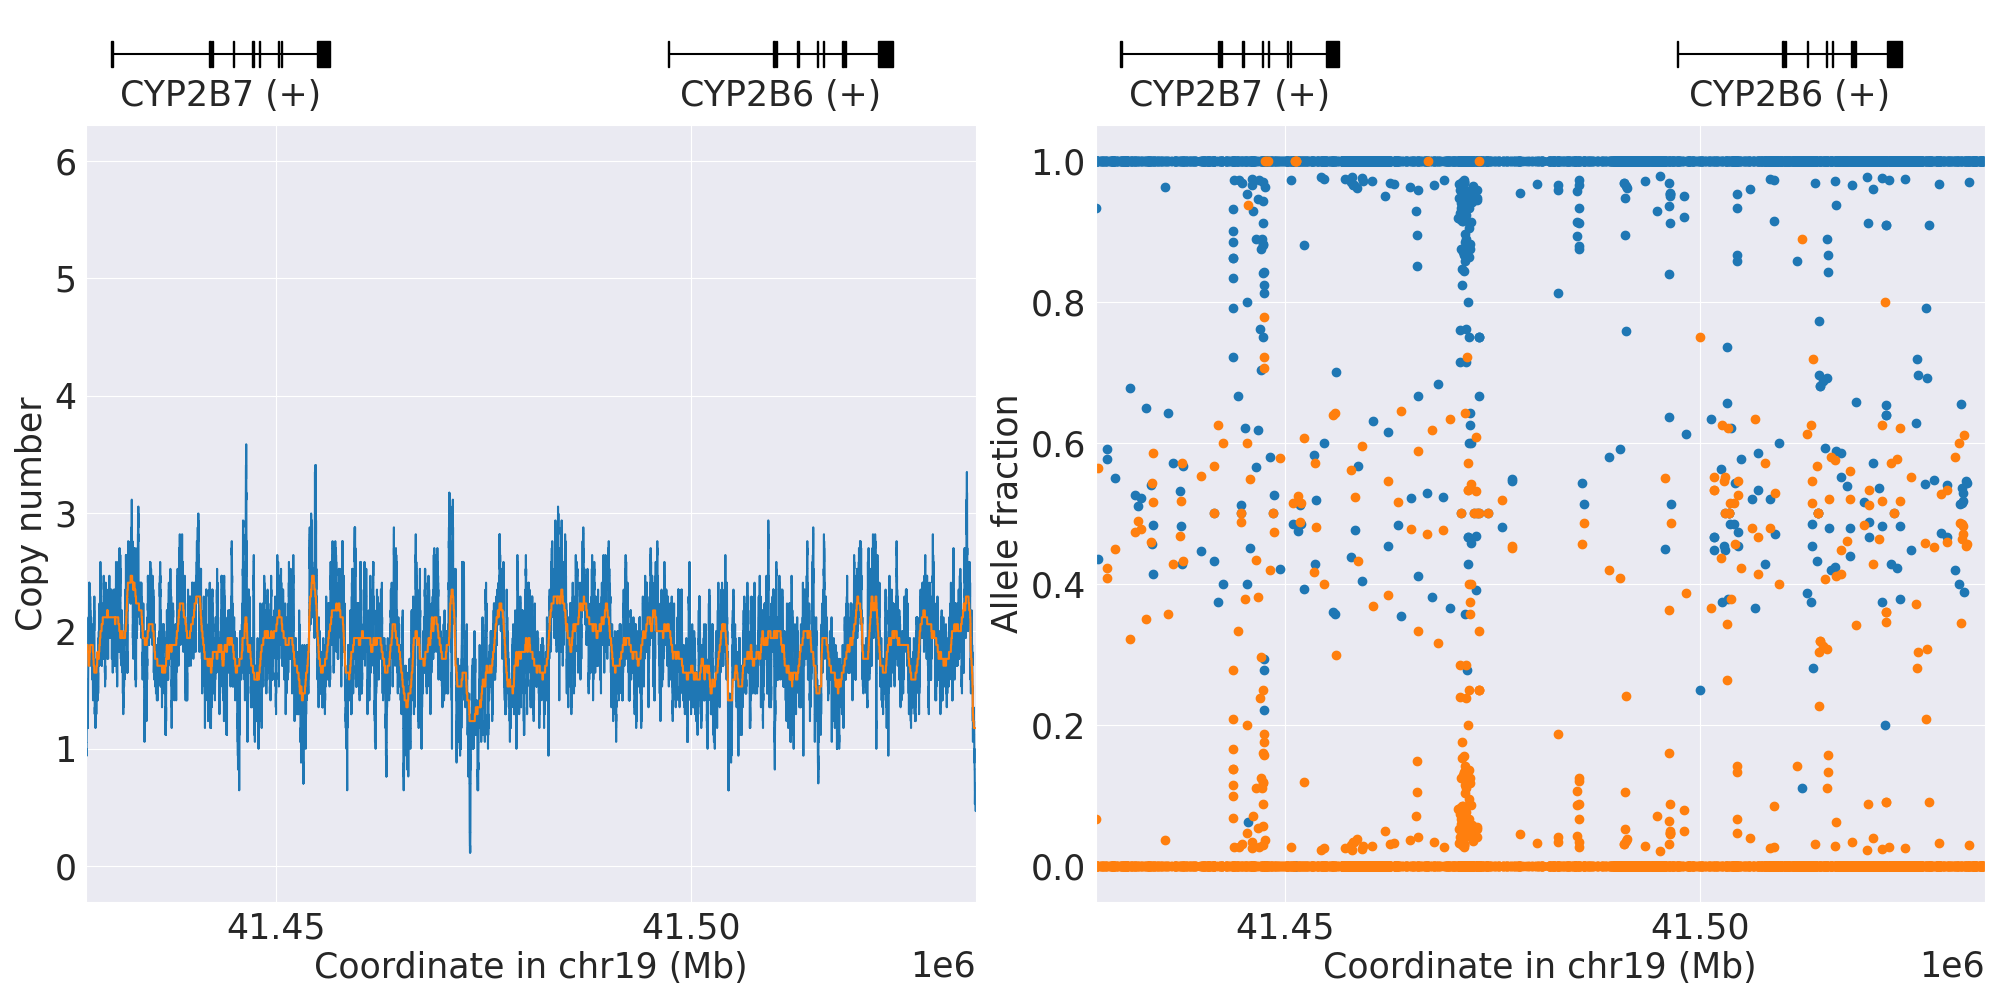 CYP2B7 (+) CYP2B6 (+)
6
5
4
3
2
1
0
Copy number
41.45 41.50
Coordinate in chr19 (Mb)
1e6
CYP2B7 (+) CYP2B6 (+)
1.0
0.8
0.6
0.4
0.2
0.0
Allele fraction
41.45 41.50
Coordinate in chr19 (Mb)
1e6